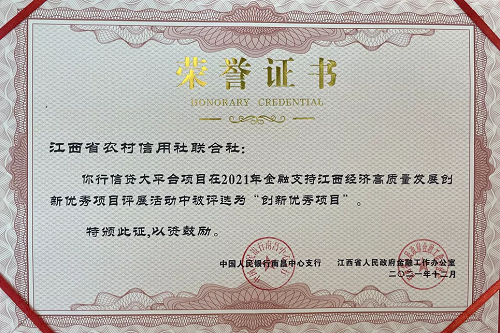 荣誉证书
HONORARY CREDENTIAL
江西省农村信用社联合社：
你行信贷大平台项目在2021年金融支持江西经济高质量发展创
新优秀项目评展活动中被评选为“创新优秀项目”。
特颁此证，以资鼓励。
中国人民银行南昌中心支行 江西省人民政府金融工作办公室
二〇二一年十二月